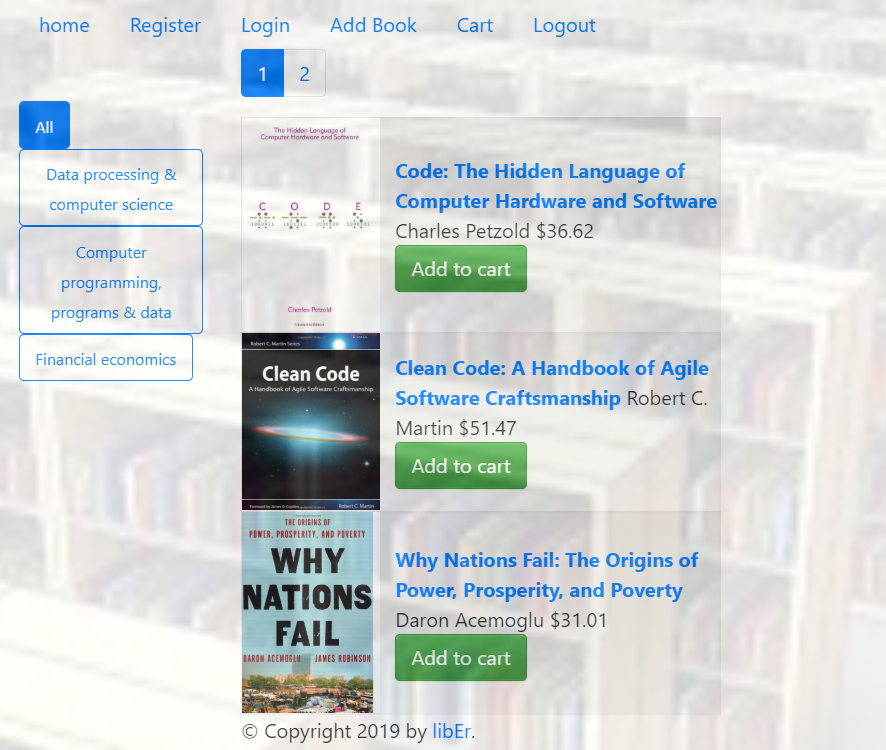 home Register Login Add Book Cart Logout
1 2
All
Data processing &
computer science
Computer
programming,
programs & data
Financial economics
The Hidden Language of
Computer Hardware and Software
C O D E
Charles Petzold
Code: The Hidden Language of
Computer Hardware and Software
Charles Petzold $36.62
Add to cart
Robert C. Martin Series
Clean Code
A Handbook of Agile Software Craftsmanship
Robert C. Martin
Clean Code: A Handbook of Agile
Software Craftsmanship Robert C.
Martin $51.47
Add to cart
THE ORIGINS OF
POWER, PROSPERITY, AND POVERTY
WHY
NATIONS
FAIL
DARON ACEMOGLU JAMES ROBINSON
Why Nations Fail: The Origins of
Power, Prosperity, and Poverty
Daron Acemoglu $31.01
Add to cart
© Copyright 2019 by libEr.